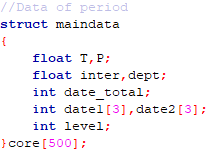 //Data of period
struct maindata
{
float T,P;
float inter,dept;
int date_total;
int date1[3],date2[3];
int level;
}core[500];